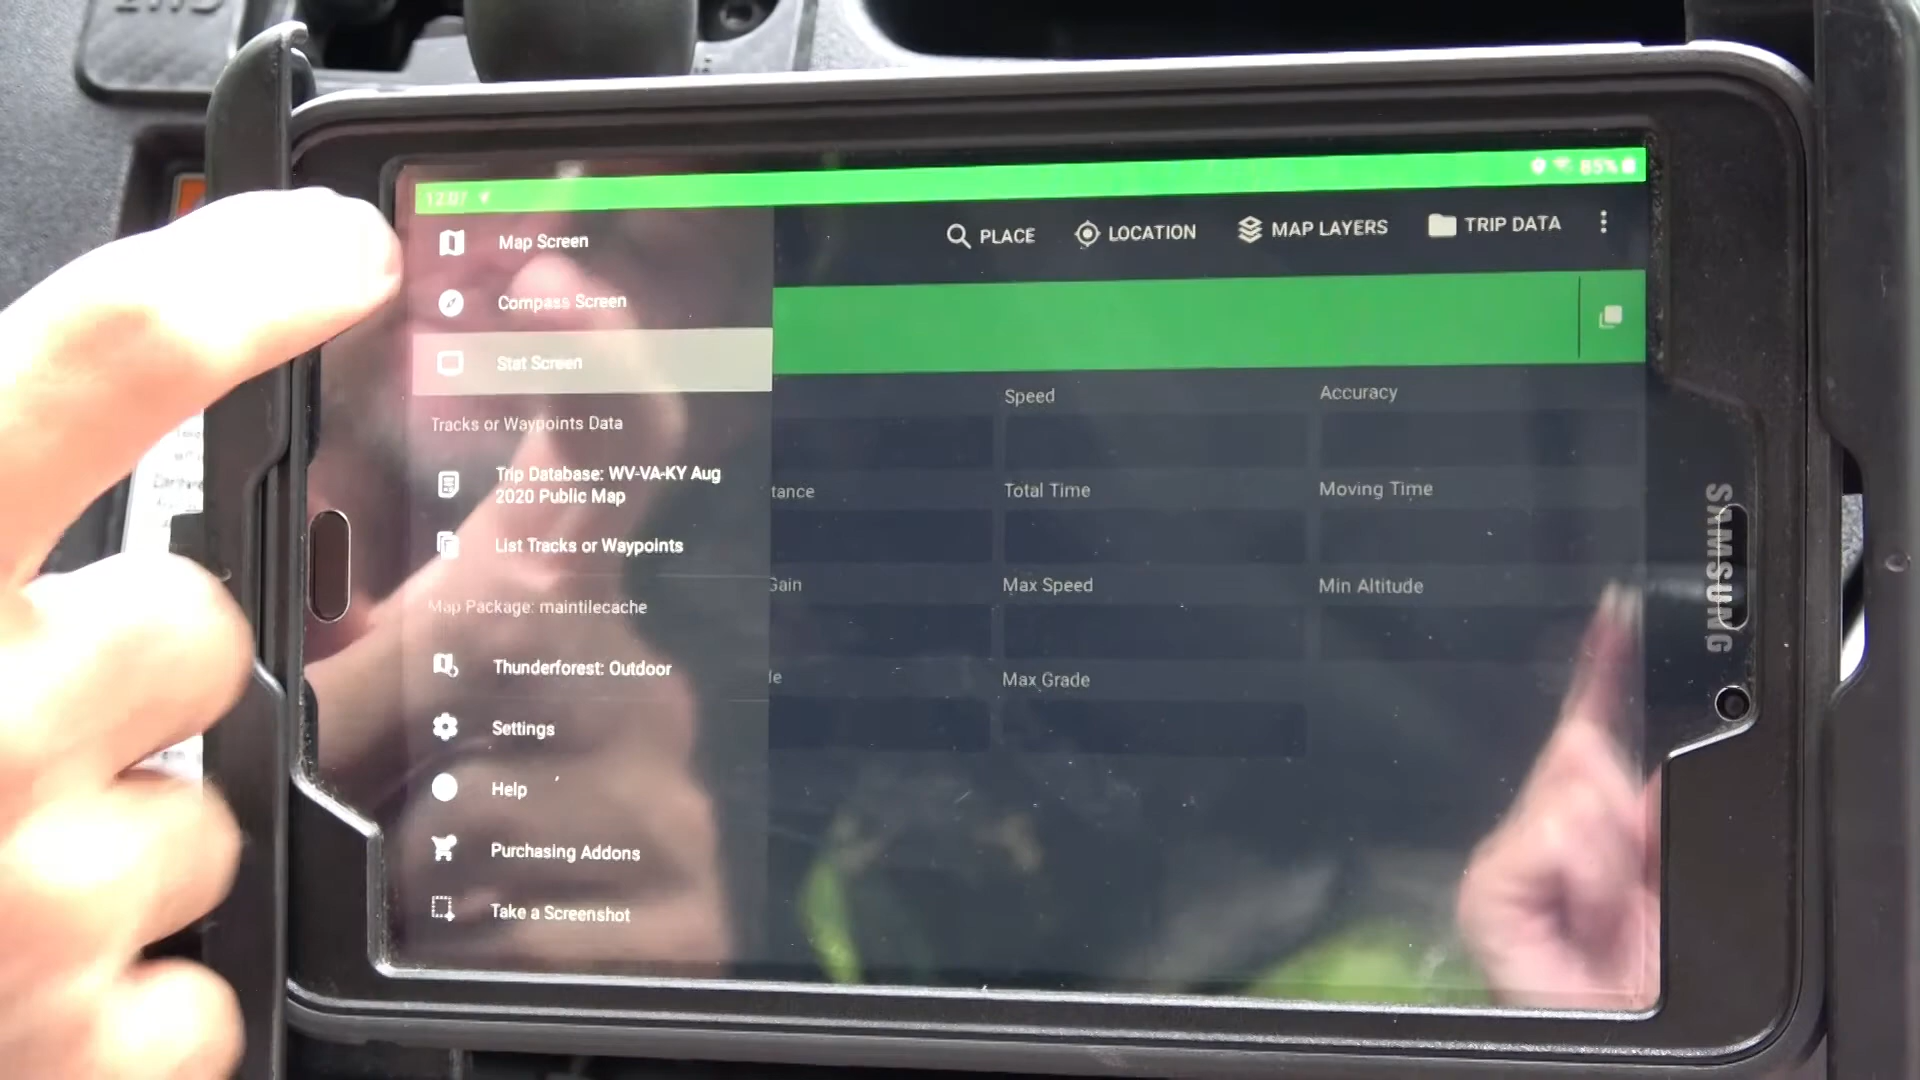 12:07
85%
Map Screen
PLACE
LOCATION
MAP LAYERS
TRIP DATA
Compass Screen
Stat Screen
Tracks or Waypoints Data
Trip Database: WV-VA-KY Aug
2020 Public Map
List Tracks or Waypoints
Map Package: maintilecache
Thunderforest: Outdoor
Settings
Help
Purchasing Addons
Take a Screenshot
Speed
Accuracy
tance
Total Time
Moving Time
Gain
Max Speed
Min Altitude
le
Max Grade
SAMSUNG